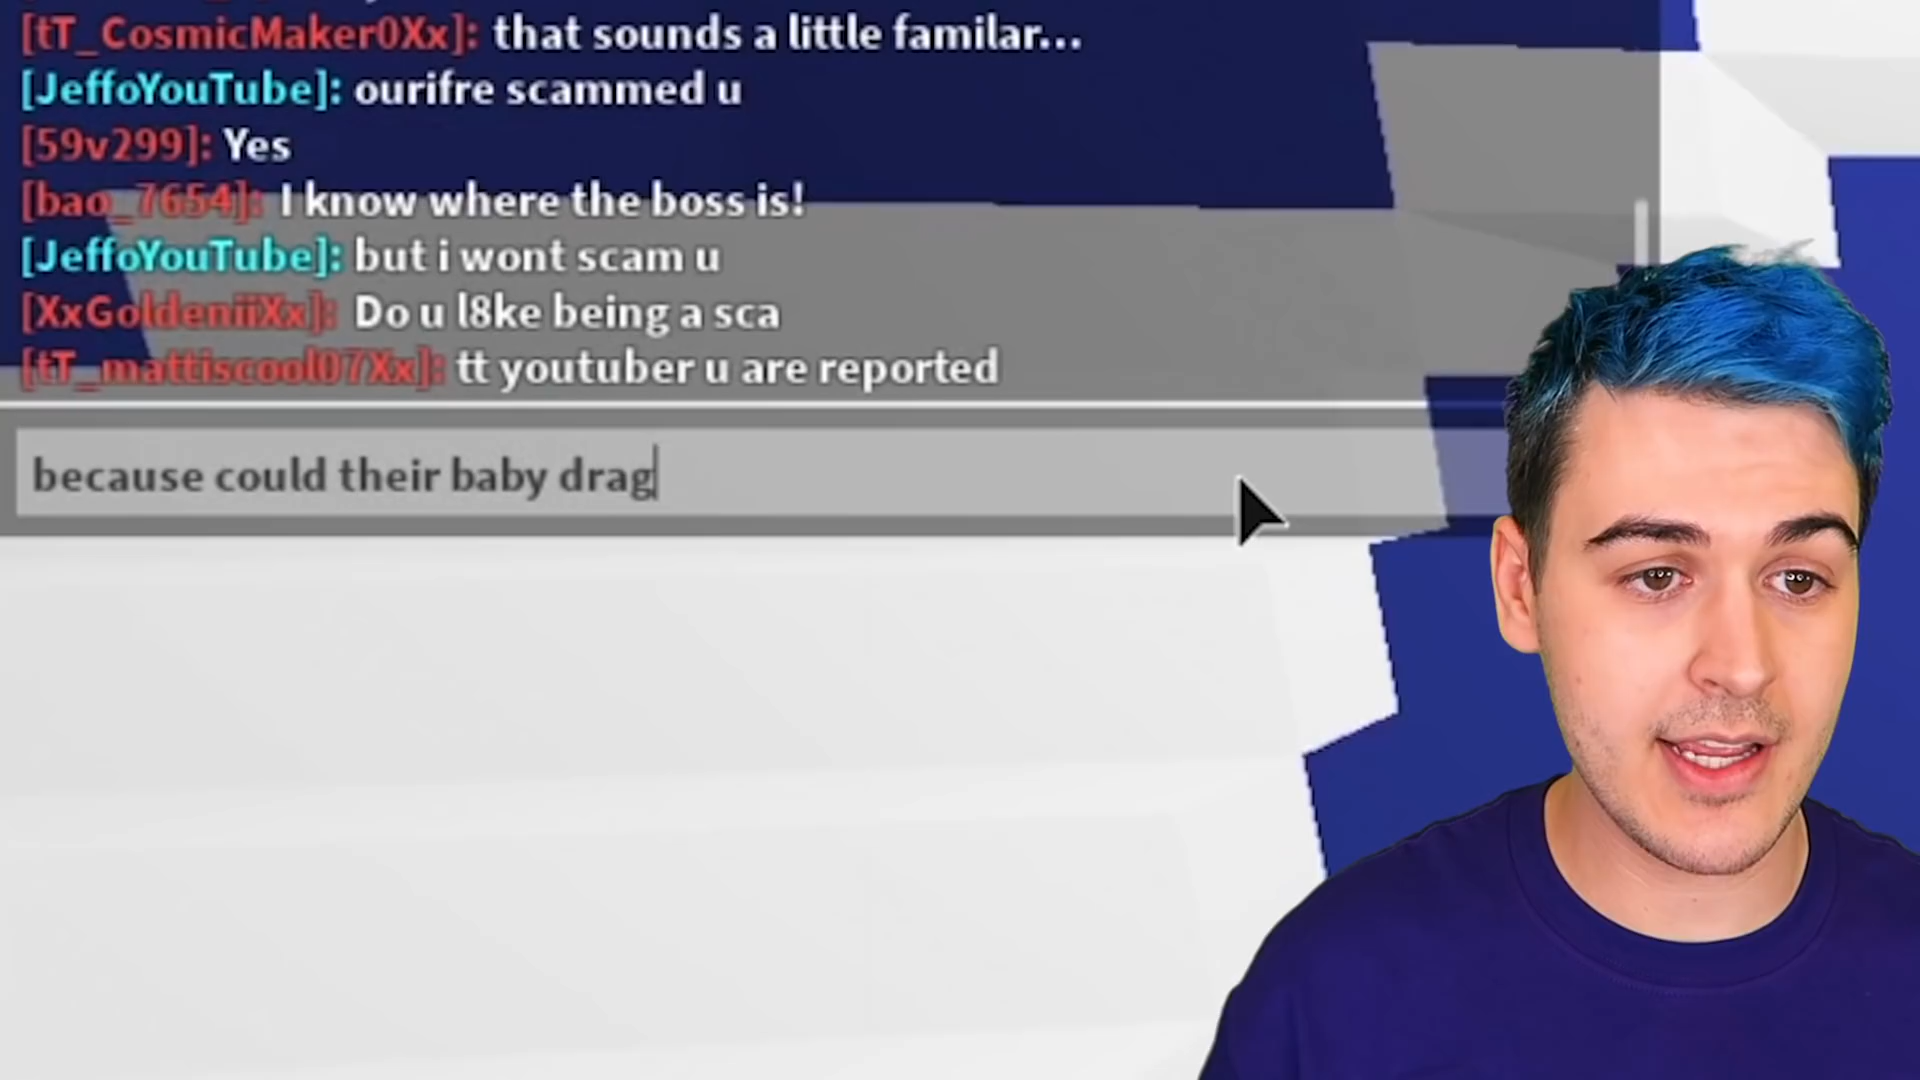 [tT_CosmicMaker0Xx]: that sounds a little familar...
[JeffoYouTube]: ourifre scammed u
[59v299]: Yes
[bao_7654]: I know where the boss is!
[JeffoYouTube]: but i wont scam u
[XxGoldeniiXx]: Do u l8ke being a sca
[tT_mattiscool07Xx]: tt youtuber u are reported
because could their baby drag